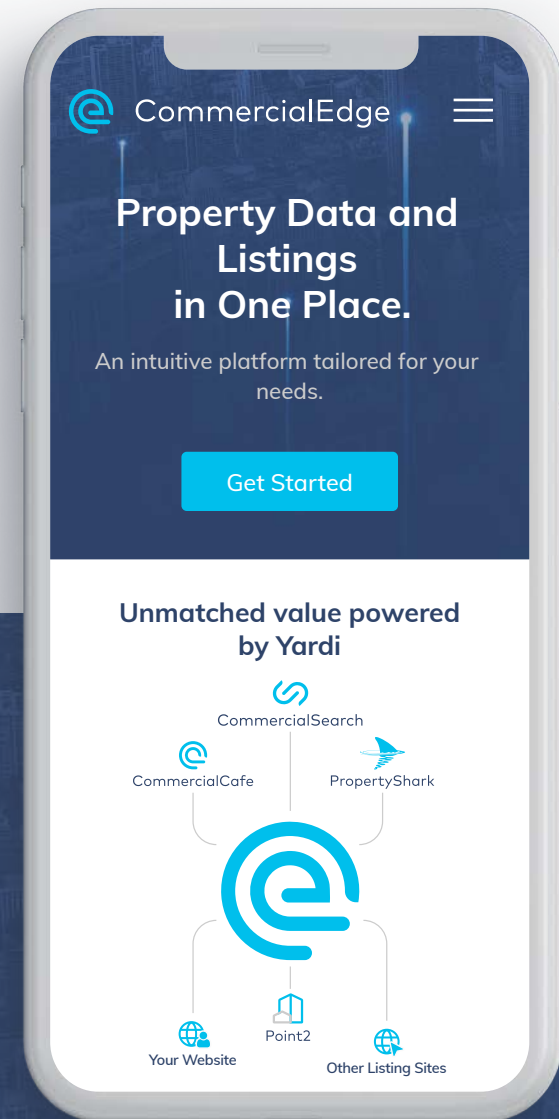 CommercialEdge
Property Data and
Listings
in One Place.
An intuitive platform tailored for your
needs.
Get Started
Unmatched value powered
by Yardi
CommercialSearch
CommercialCafe
PropertyShark
Point2
Your Website
Other Listing Sites